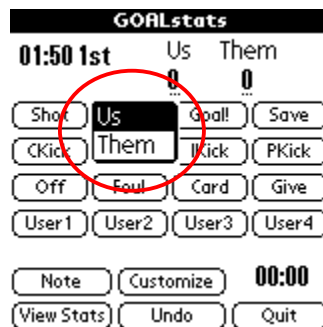 GOALstats
01:50 1st Us Them
0 0
Shot Us Goal! Save
CKick Them IKick PKick
Off Foul Card Give
User1 User2 User3 User4
Note Customize 00:00
View Stats Undo Quit